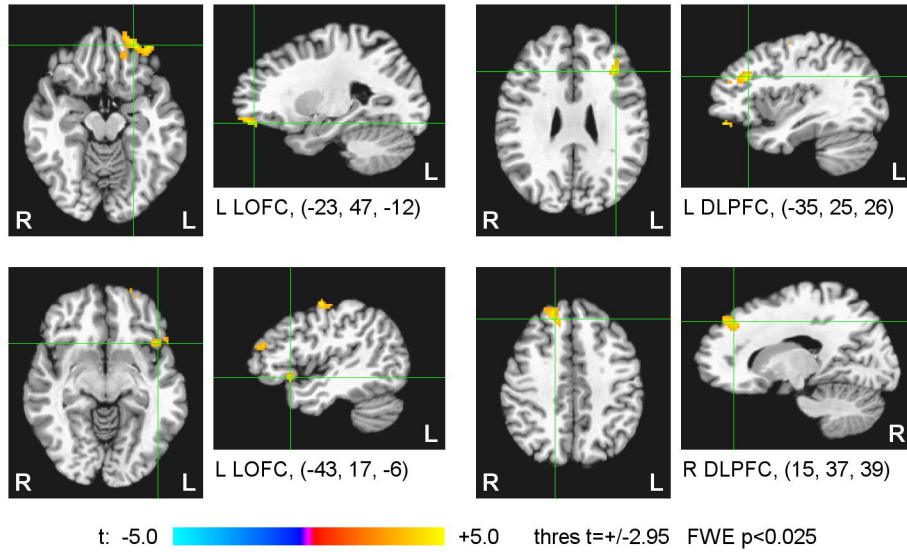 R L
L
L LOFC, (-23, 47, -12)
R L
L
L DLPFC, (-35, 25, 26)
R L
L
L LOFC, (-43, 17, -6)
R L
R
R DLPFC, (15, 37, 39)
t: -5.0 +5.0 thres t=+/-2.95 FWE p<0.025